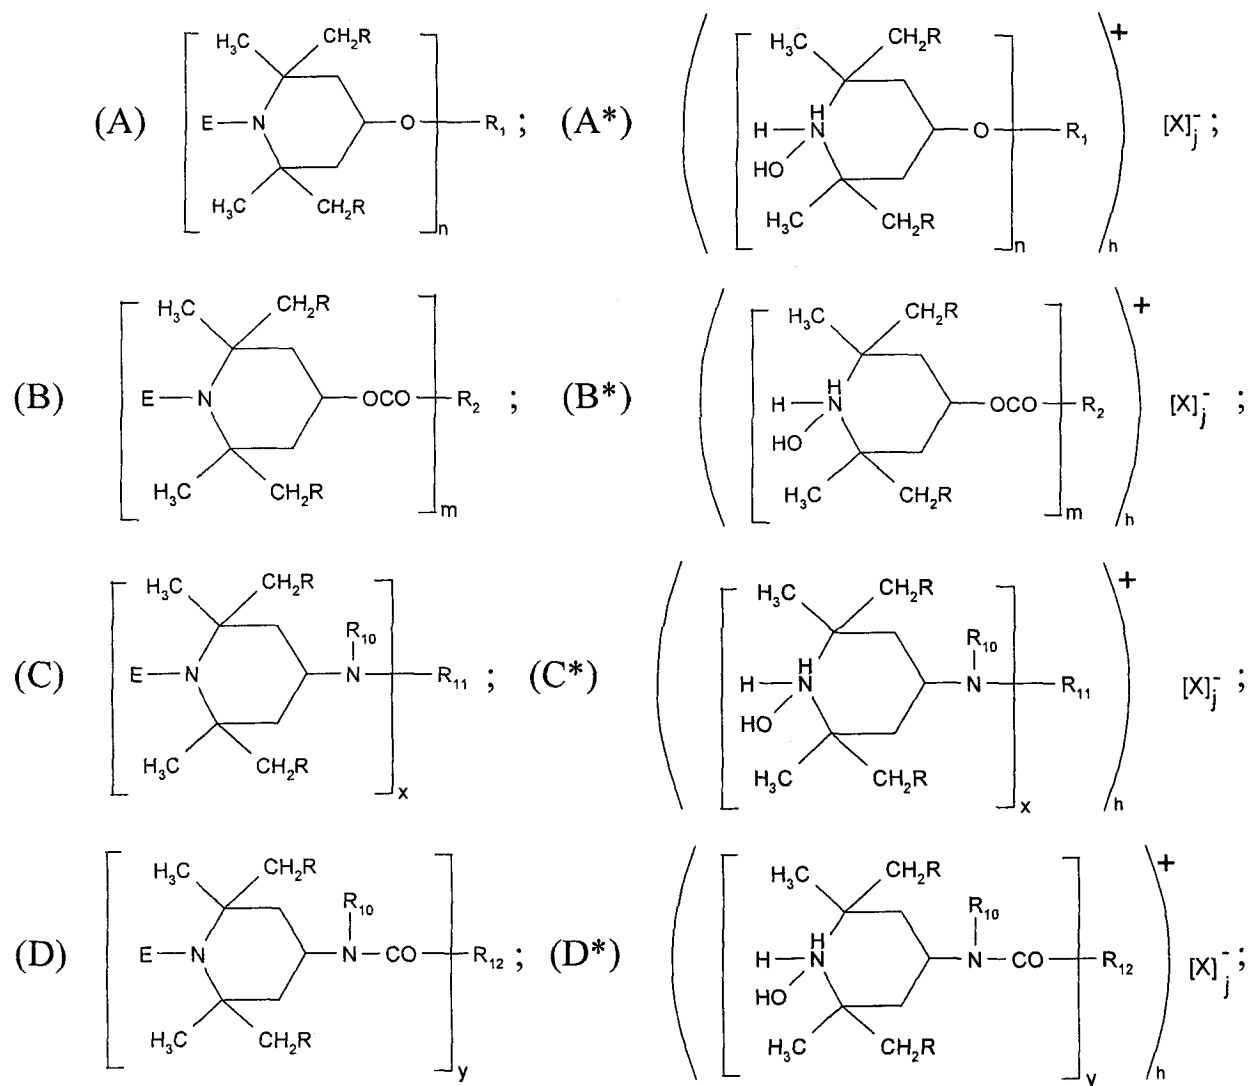 H₃C CH₂R H₃C CH₂R +
(A) E N O R₁ ; (A*) H N H HO O R₁ [X]j⁻ ;
H₃C CH₂R n H₃C CH₂R n h
H₃C CH₂R H₃C CH₂R +
(B) E N OCO R₂ ; (B*) H N H HO OCO R₂ [X]j⁻ ;
H₃C CH₂R m H₃C CH₂R m h
H₃C CH₂R R₁₀ H₃C CH₂R R₁₀ +
(C) E N N R₁₁ ; (C*) H N H HO N R₁₁ [X]j⁻ ;
H₃C CH₂R x H₃C CH₂R x h
H₃C CH₂R R₁₀ H₃C CH₂R R₁₀ +
(D) E N N CO R₁₂ ; (D*) H N H HO N CO R₁₂ [X]j⁻ ;
H₃C CH₂R y H₃C CH₂R y h